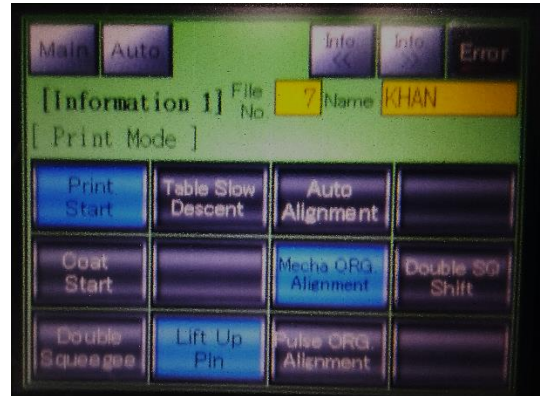 Main Auto Info << Info >> Error
[Information 1] File No 7 Name KHAN
[ Print Mode ]
Print Start
Table Slow Descent
Auto Alignment
Coat Start
Mecha ORG. Alignment
Double SQ Shift
Double Squeegee
Lift Up Pin
Pulse ORG. Alignment